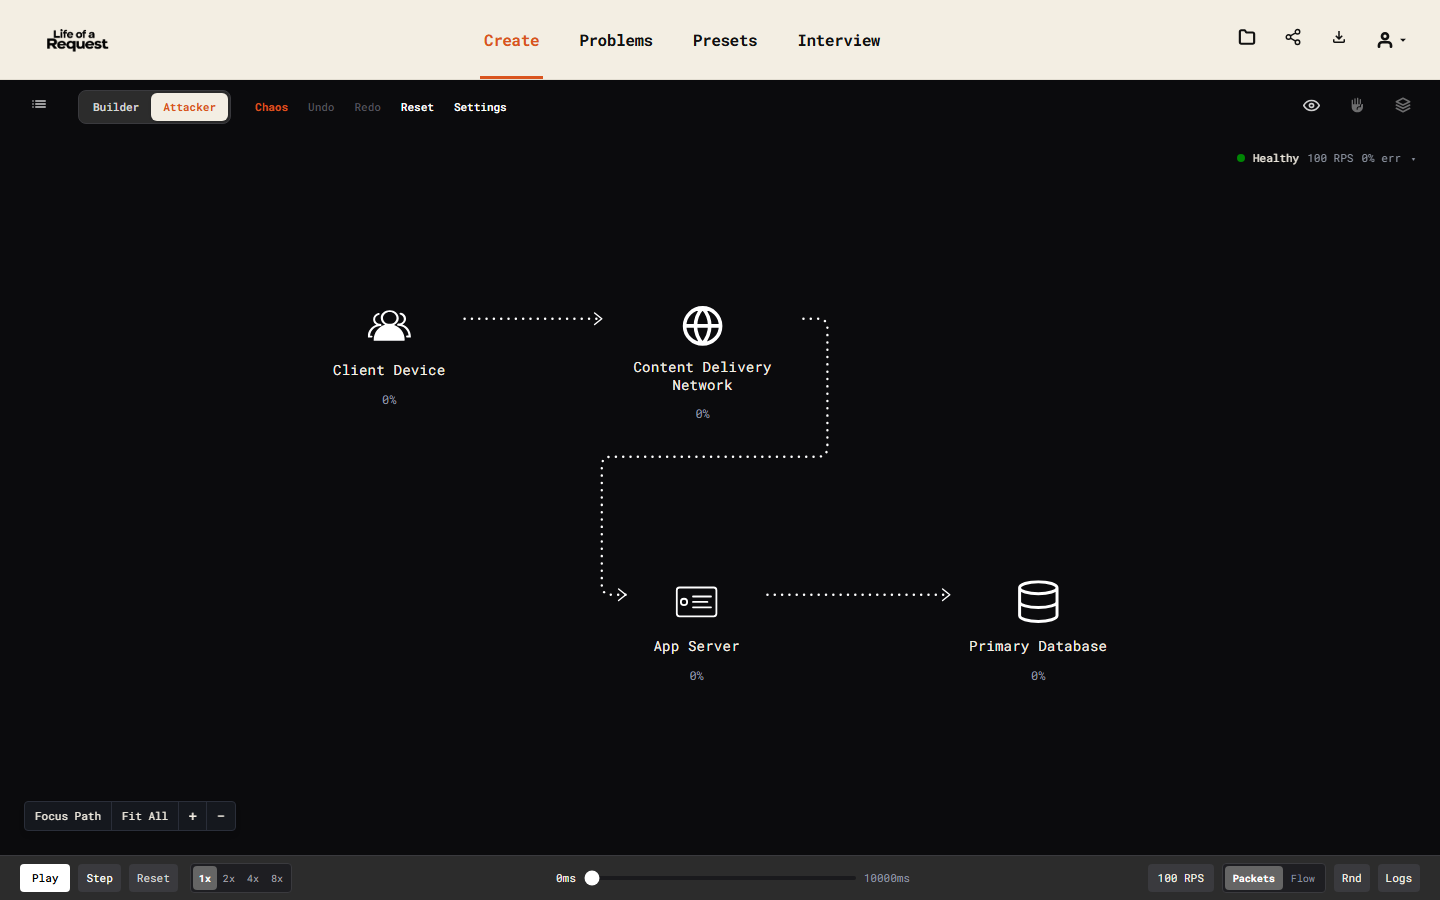 Life of a
Request
Create Problems Presets Interview
Builder Attacker Chaos Undo Redo Reset Settings
Healthy 100 RPS 0% err
Client Device
0%
Content Delivery
Network
0%
App Server
0%
Primary Database
0%
Focus Path Fit All + −
Play Step Reset 1x 2x 4x 8x 0ms 10000ms 100 RPS Packets Flow Rnd Logs